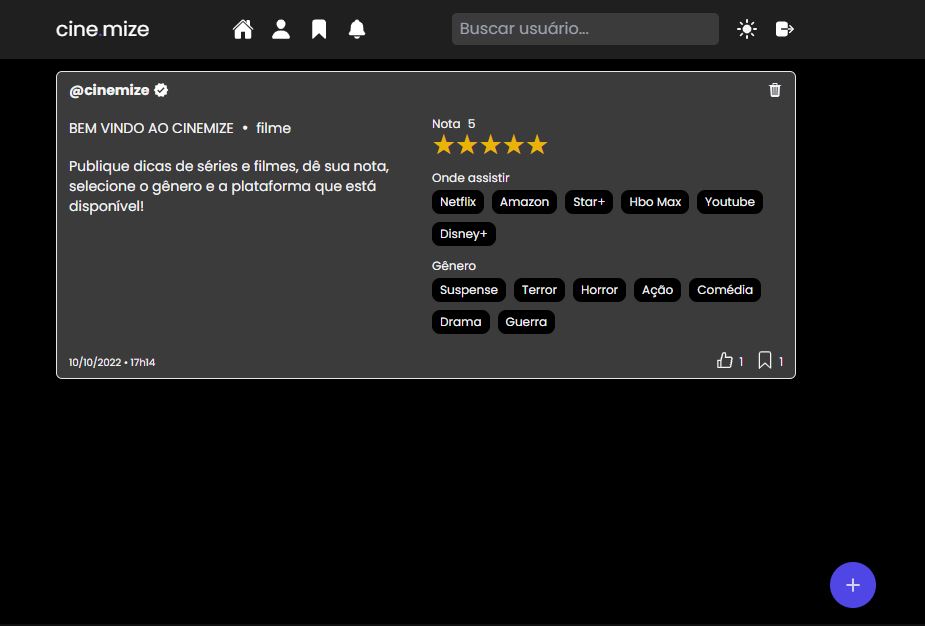 cine.mize
Buscar usuário...
@cinemize
BEM VINDO AO CINEMIZE • filme
Publique dicas de séries e filmes, dê sua nota,
selecione o gênero e a plataforma que está
disponível!
Nota 5
Onde assistir
Netflix Amazon Star+ Hbo Max Youtube
Disney+
Gênero
Suspense Terror Horror Ação Comédia
Drama Guerra
10/10/2022 • 17h14
1 1